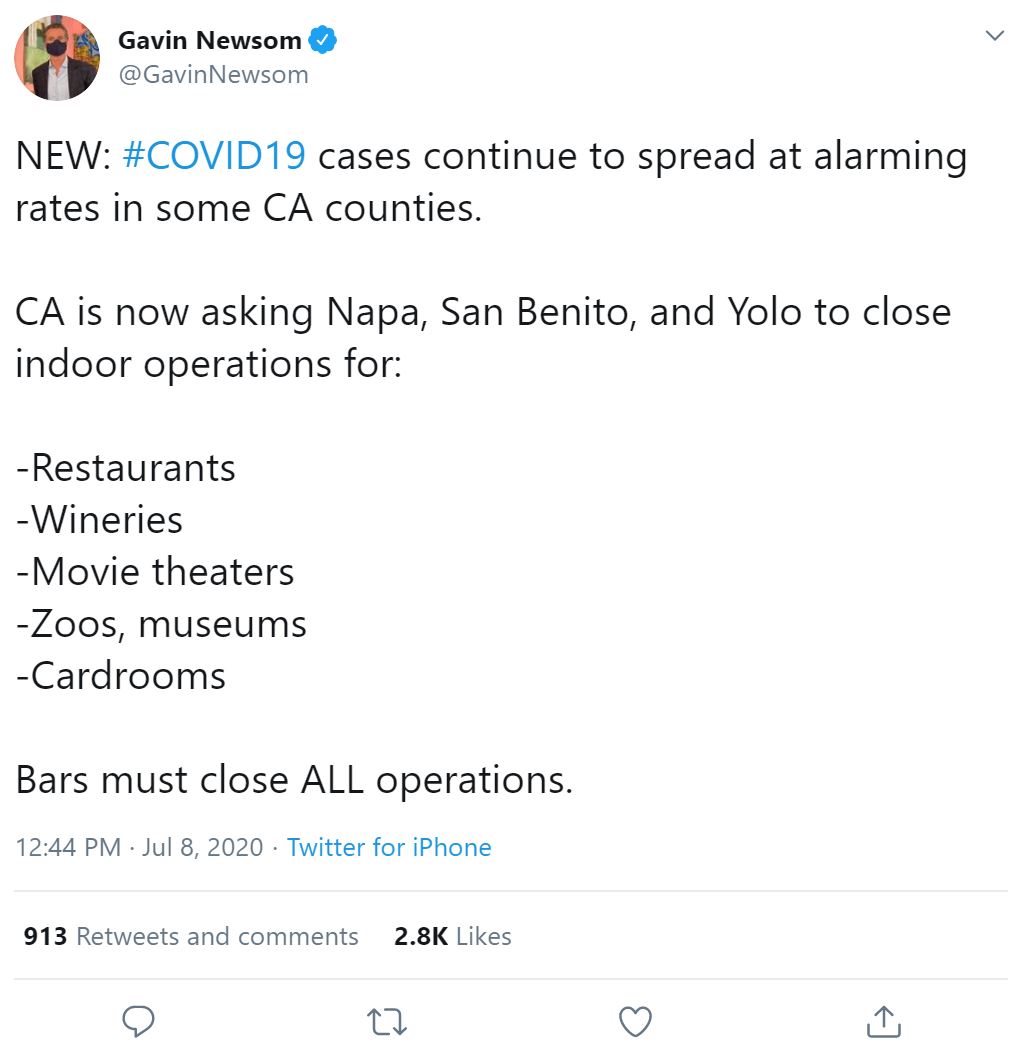 Gavin Newsom
@GavinNewsom
NEW: #COVID19 cases continue to spread at alarming
rates in some CA counties.
CA is now asking Napa, San Benito, and Yolo to close
indoor operations for:
-Restaurants
-Wineries
-Movie theaters
-Zoos, museums
-Cardrooms
Bars must close ALL operations.
12:44 PM · Jul 8, 2020 · Twitter for iPhone
913 Retweets and comments 2.8K Likes